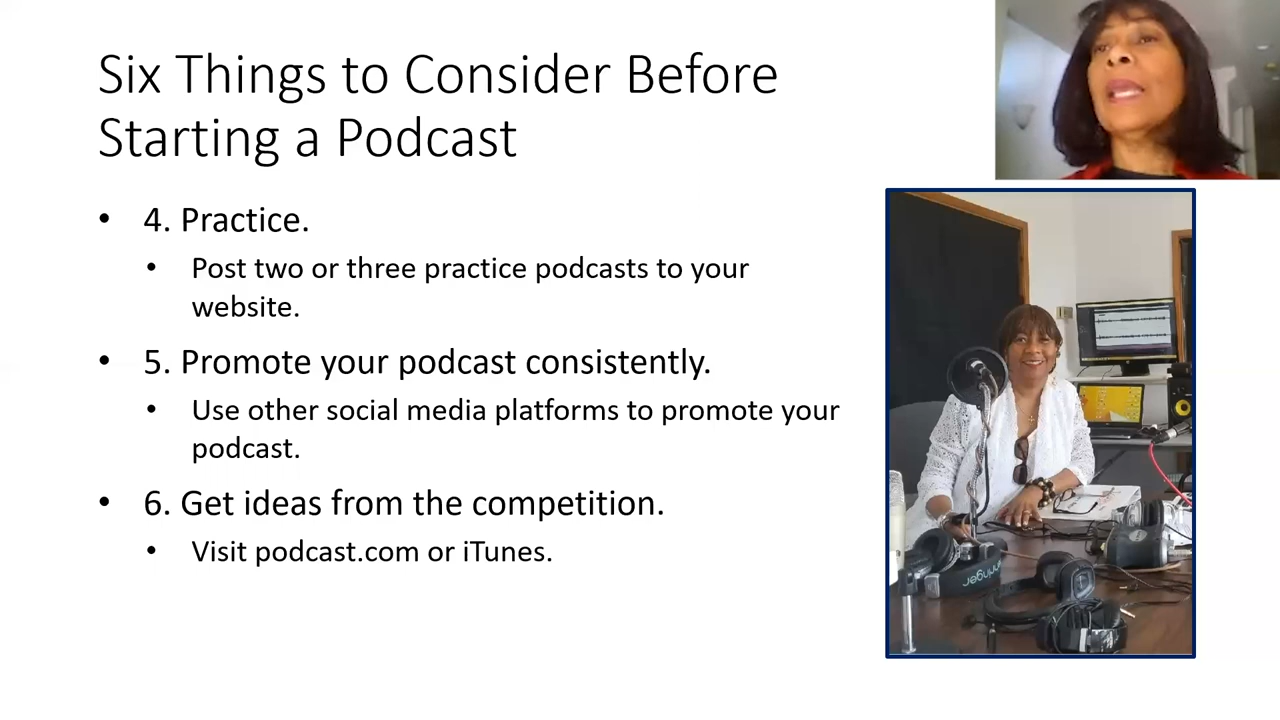 Six Things to Consider Before
Starting a Podcast
• 4. Practice.
• Post two or three practice podcasts to your
website.
• 5. Promote your podcast consistently.
• Use other social media platforms to promote your
podcast.
• 6. Get ideas from the competition.
• Visit podcast.com or iTunes.